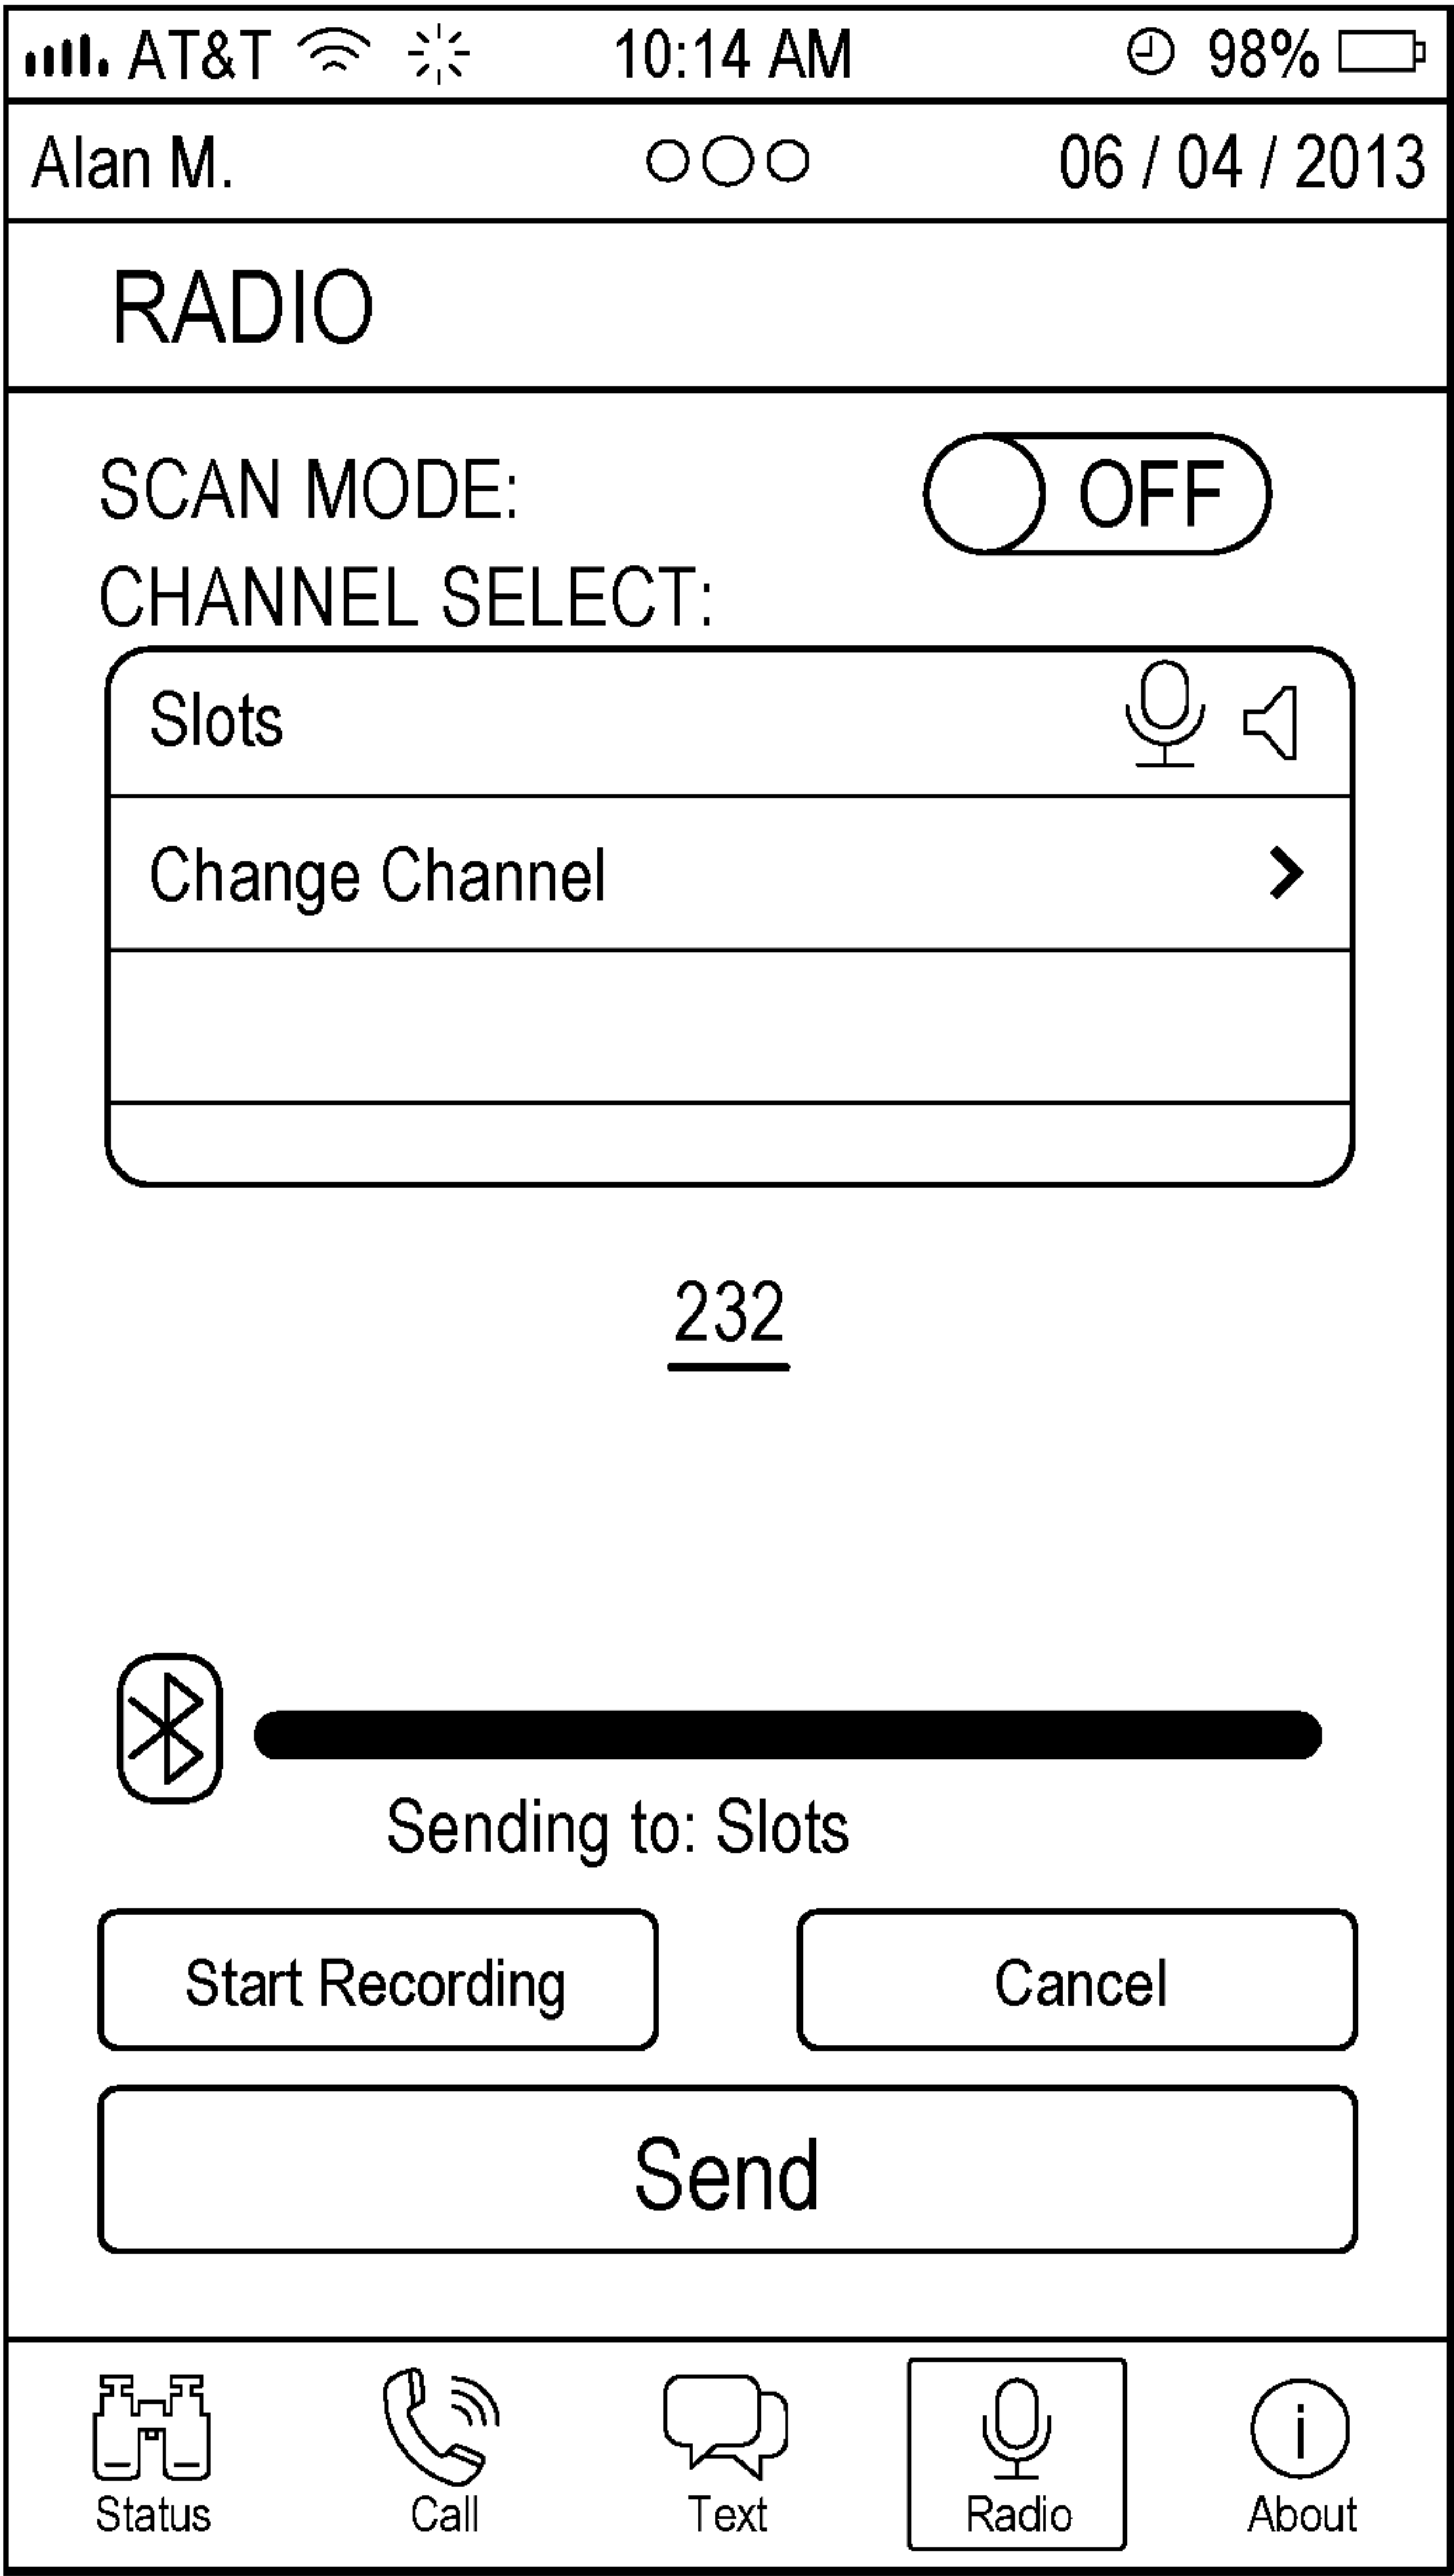 AT&T 10:14 AM 98%
Alan M. 06 / 04 / 2013
RADIO
SCAN MODE: OFF
CHANNEL SELECT:
Slots
Change Channel
232
Sending to: Slots
Start Recording Cancel
Send
Status Call Text Radio About